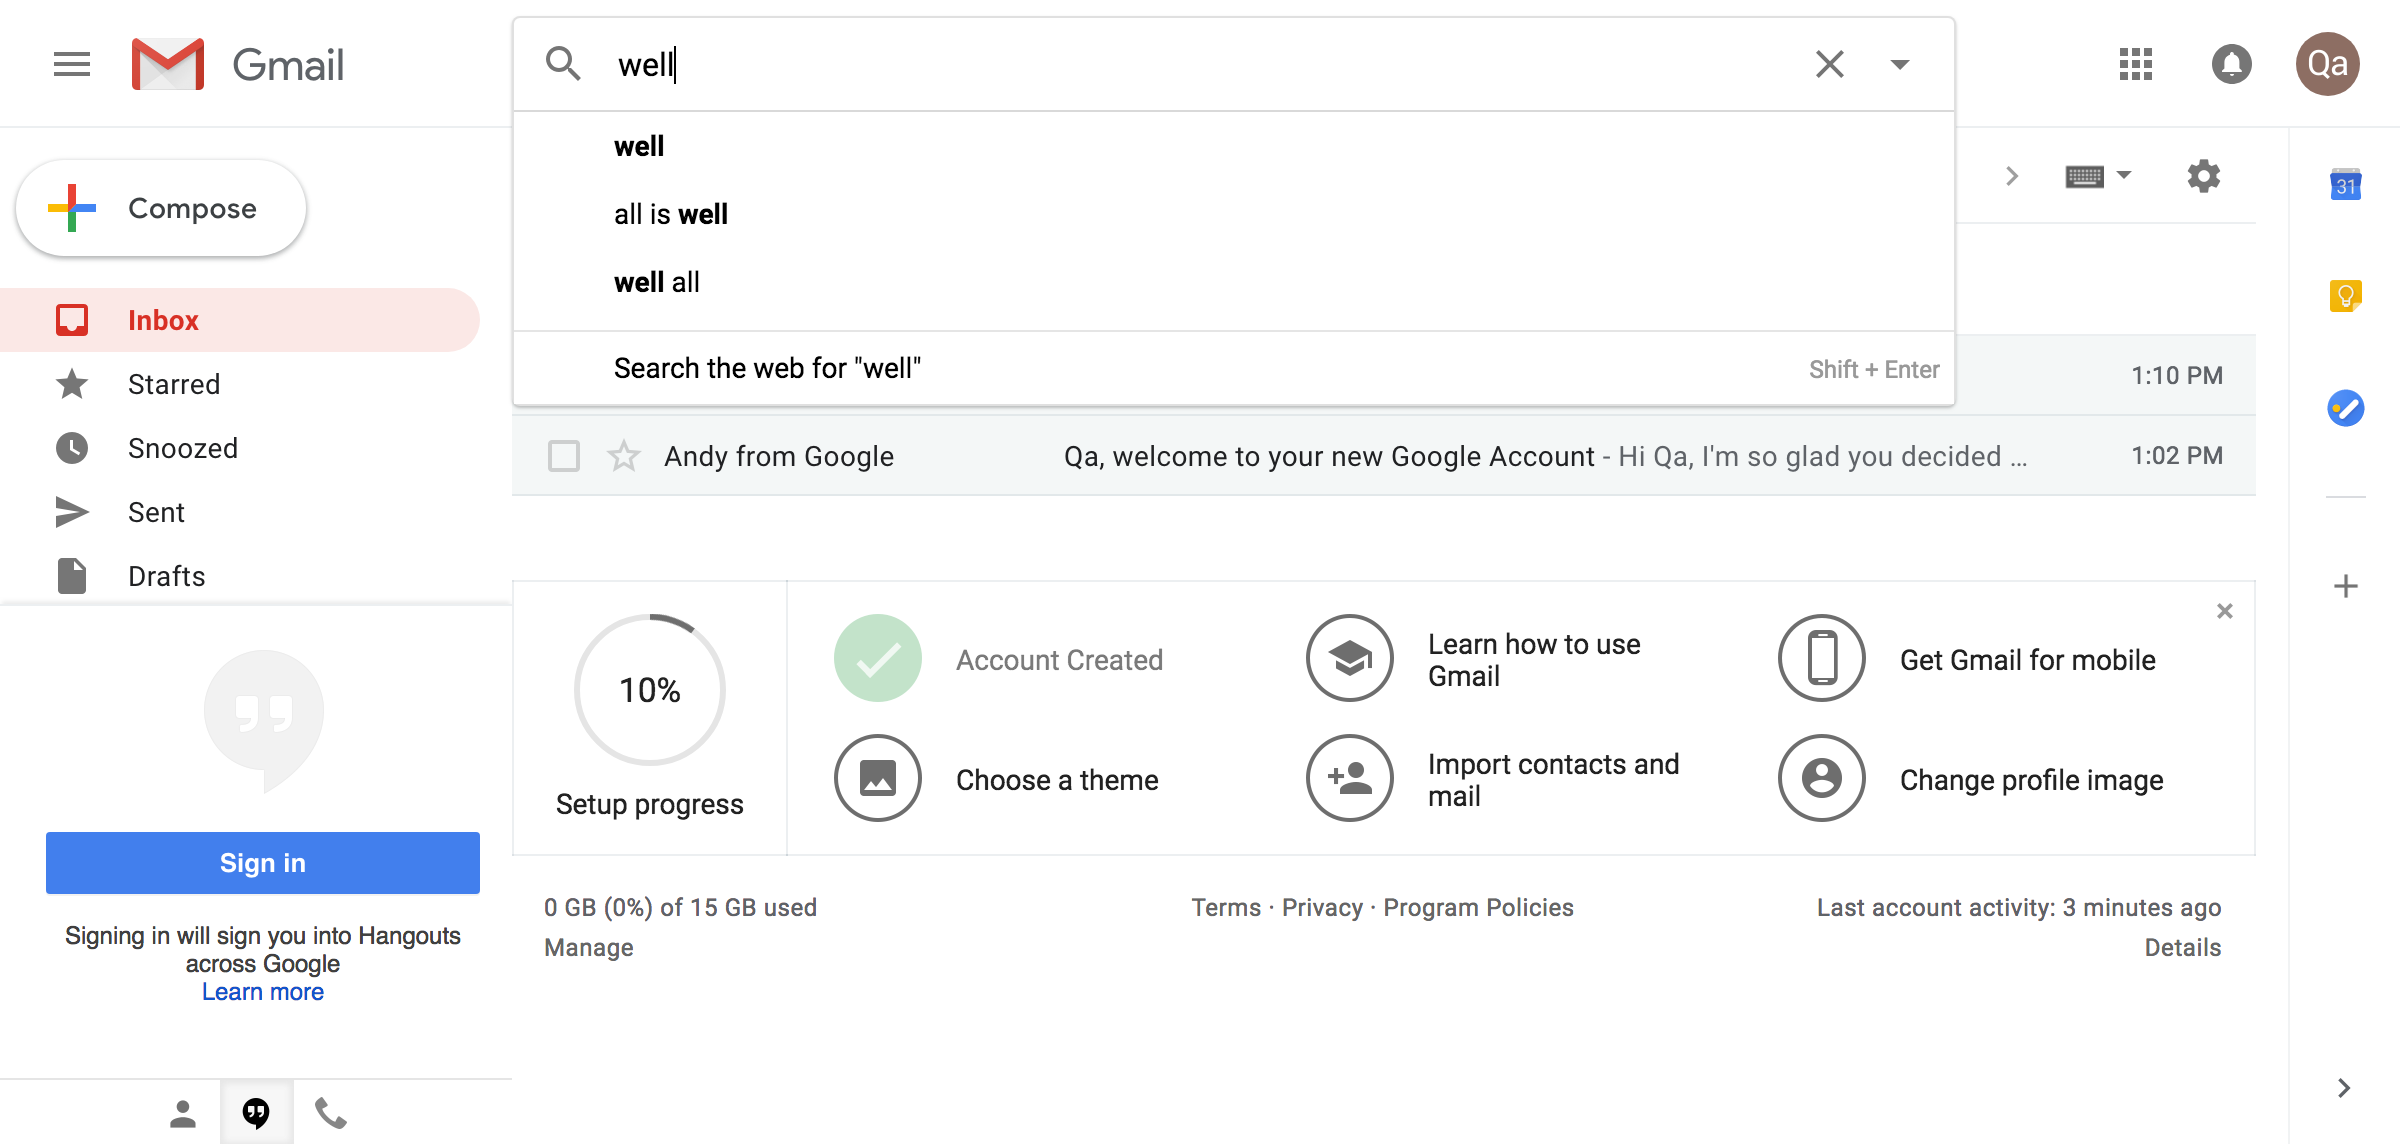 Gmail
well
Qa
well
all is well
well all
Search the web for "well" Shift + Enter
Compose
Inbox
Starred
Snoozed
Sent
Drafts
31
1:10 PM
Andy from Google Qa, welcome to your new Google Account - Hi Qa, I'm so glad you decided ... 1:02 PM
10%
Setup progress
Account Created
Learn how to use
Gmail
Get Gmail for mobile
Choose a theme
Import contacts and
mail
Change profile image
Sign in
Signing in will sign you into Hangouts
across Google
Learn more
0 GB (0%) of 15 GB used
Manage
Terms · Privacy · Program Policies
Last account activity: 3 minutes ago
Details